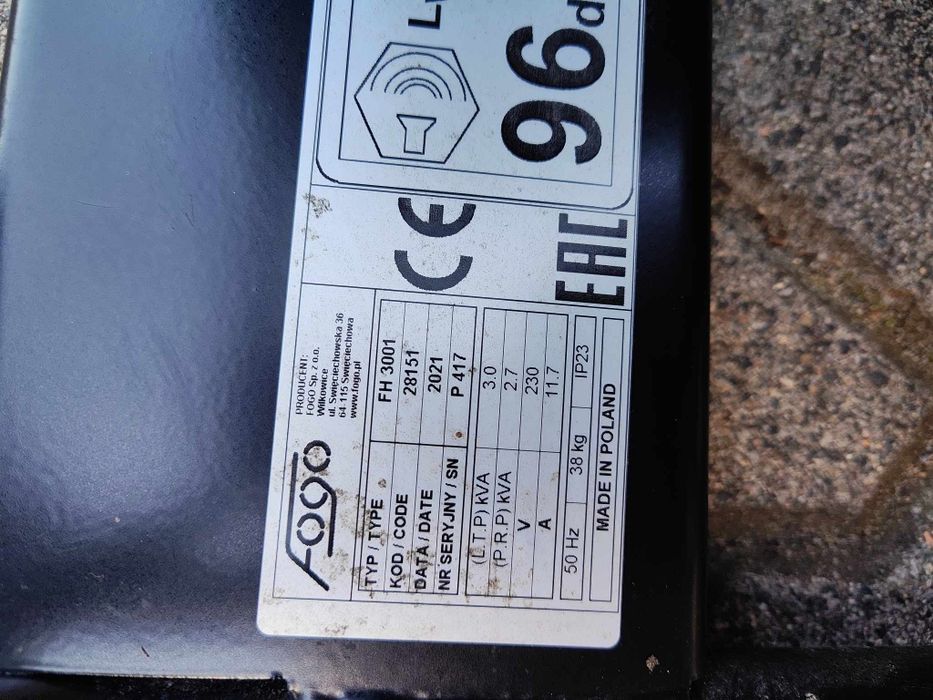 FOGO
PRODUCENT:
FOGO Sp. z o.o.
Wilkowice
ul. Święciechowska 36
64-115 Święciechowa
www.fogo.pl
TYP / TYPE FH 3001
KOD / CODE 28151
DATA / DATE 2021
NR SERYJNY / SN P 417
(L.T.P) kVA 3.0
(P.R.P) kVA 2.7
V 230
A 11.7
50 Hz 38 kg IP23
MADE IN POLAND
CE
EAC
96